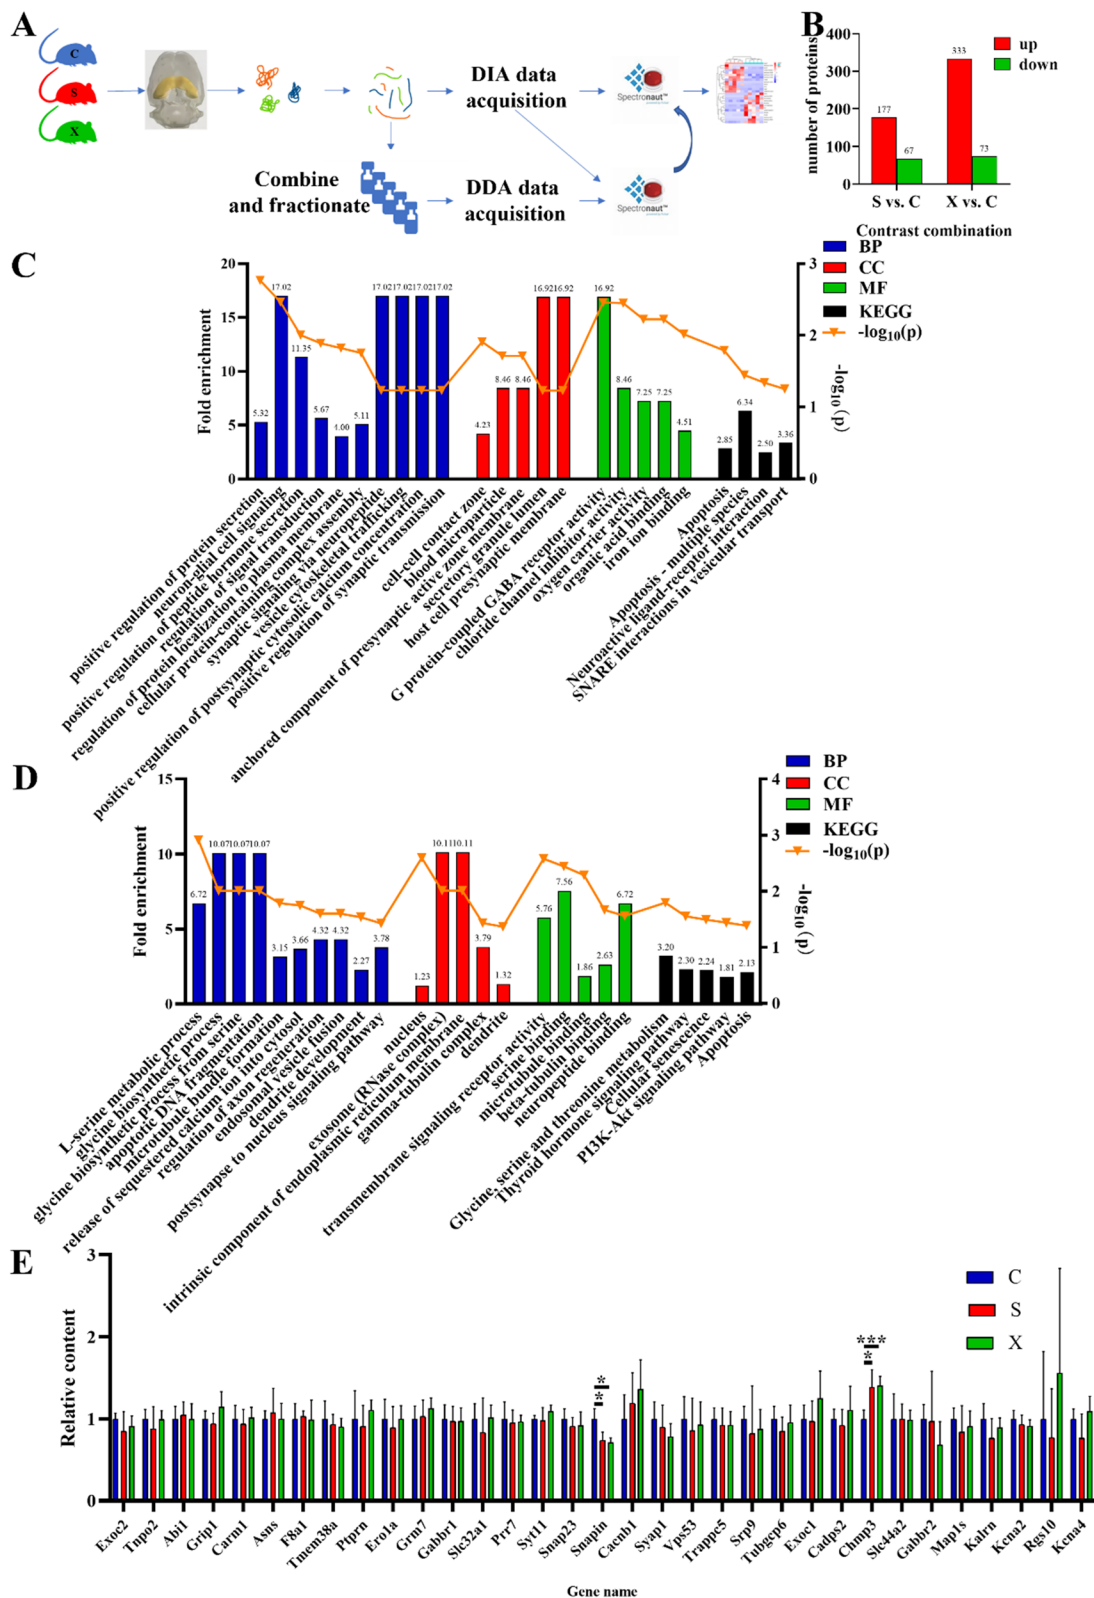 A
C
S
X
DIA data
acquisition
Spectronaut™
Combine
and fractionate
DDA data
acquisition
Spectronaut™
B
number of proteins
400
300
200
100
0
177
67
333
73
S vs. C
X vs. C
Contrast combination
up
down
C
BP
CC
MF
KEGG
-log10(p)
Fold enrichment
20
15
10
5
0
3
2
1
0
-log10(p)
5.32
17.02
11.35
5.67
4.00
5.11
17.02
17.02
17.02
17.02
4.23
8.46
8.46
16.92
16.92
16.92
8.46
7.25
7.25
4.51
2.85
6.34
2.50
3.36
positive regulation of protein secretion
neuron-glial cell signaling
positive regulation of peptide hormone secretion
regulation of signal transduction
regulation of protein localization to plasma membrane
cellular protein-containing complex assembly
synaptic signaling via neuropeptide
vesicle cytoskeletal trafficking
positive regulation of postsynaptic cytosolic calcium concentration
positive regulation of synaptic transmission
cell-cell contact zone
blood microparticle
anchored component of presynaptic active zone membrane
secretory granule lumen
host cell presynaptic membrane
G protein-coupled GABA receptor activity
chloride channel inhibitor activity
oxygen carrier activity
organic acid binding
iron ion binding
Apoptosis
Apoptosis - multiple species
Neuroactive ligand-receptor interaction
SNARE interactions in vesicular transport
D
BP
CC
MF
KEGG
-log10(p)
Fold enrichment
15
10
5
0
4
3
2
1
0
-log10(p)
6.72
10.07
10.07
10.07
3.15
3.66
4.32
4.32
2.27
3.78
1.23
10.11
10.11
3.79
1.32
5.76
7.56
1.86
2.63
6.72
3.20
2.30
2.24
1.81
2.13
L-serine metabolic process
glycine biosynthetic process
glycine biosynthetic process from serine
apoptotic DNA fragmentation
microtubule bundle formation
release of sequestered calcium ion into cytosol
regulation of axon regeneration
endosomal vesicle fusion
dendrite development
postsynapse to nucleus signaling pathway
nucleus
exosome (RNase complex)
intrinsic component of endoplasmic reticulum membrane
gamma-tubulin complex
dendrite
transmembrane signaling receptor activity
serine binding
microtubule binding
beta-tubulin binding
neuropeptide binding
Glycine, serine and threonine metabolism
Thyroid hormone signaling pathway
Cellular senescence
PI3K-Akt signaling pathway
Apoptosis
E
Relative content
3
2
1
0
C
S
X
*
*
***
*
Exoc2
Tnpo2
Abi1
Grip1
Carm1
Asns
F8a1
Tmem38a
Ptprn
Ero1a
Grm7
Gabbr1
Slc32a1
Prr7
Syt11
Snap23
Snapin
Cacnb1
Syap1
Vps53
Trappc5
Srp9
Tubgcp6
Exoc1
Cadps2
Chmp3
Slc44a2
Gabbr2
Map1s
Kalrn
Kcna2
Rgs10
Kcna4
Gene name